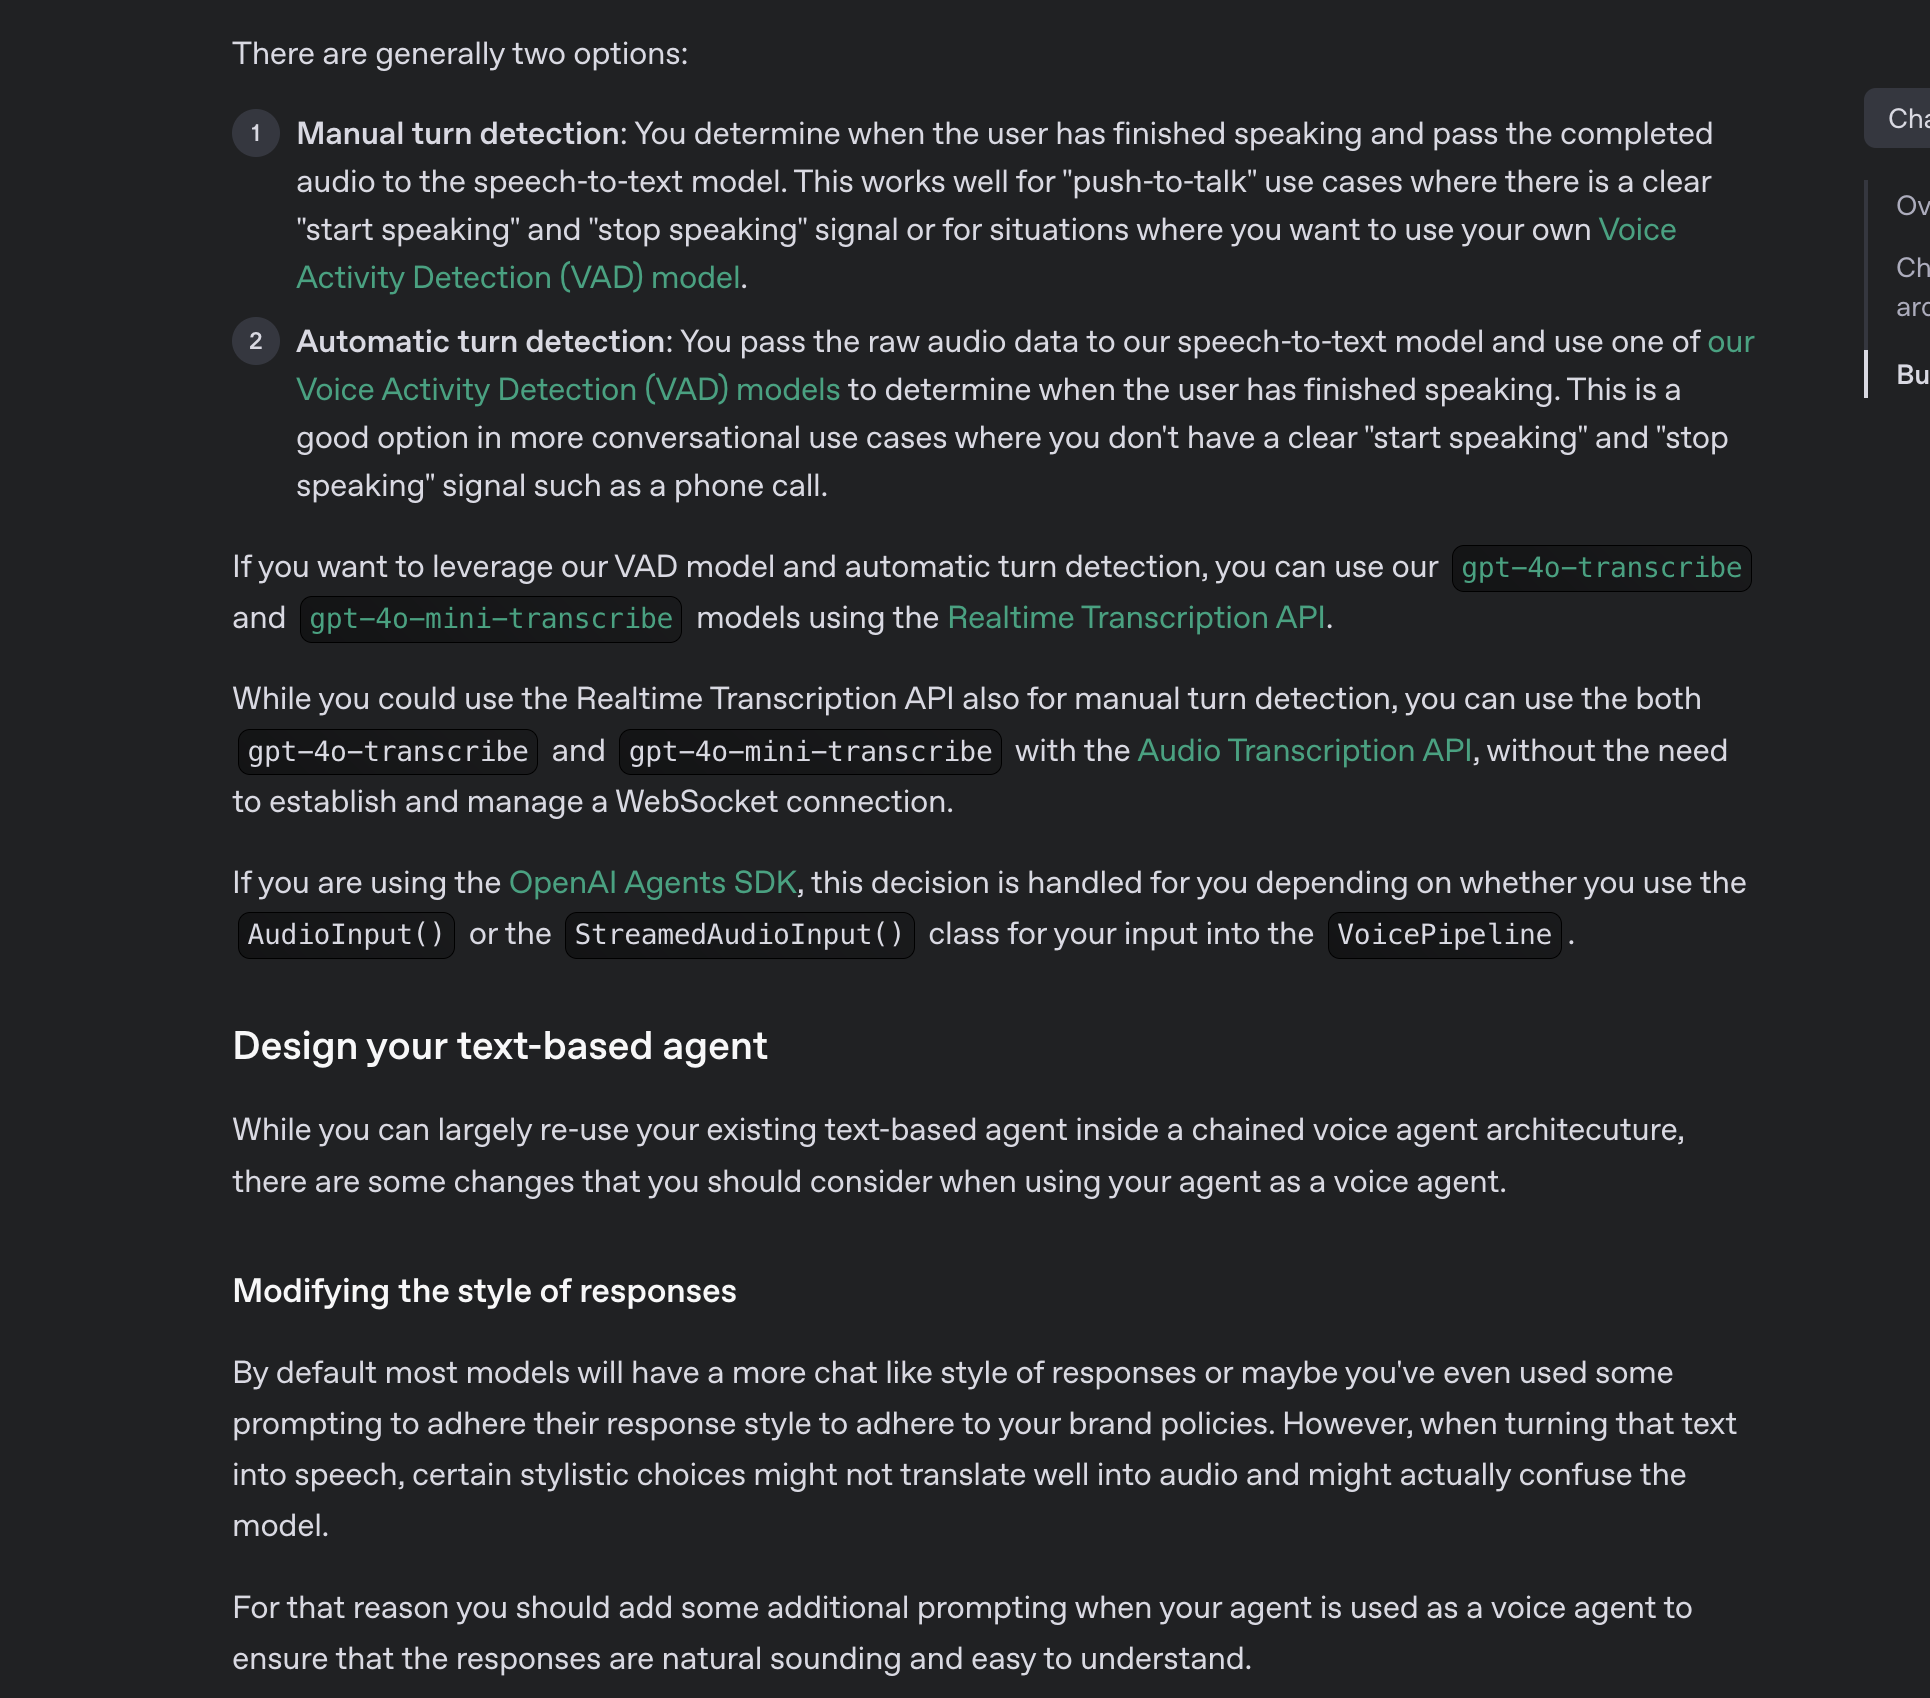 There are generally two options:
1 Manual turn detection: You determine when the user has finished speaking and pass the completed
audio to the speech-to-text model. This works well for "push-to-talk" use cases where there is a clear
"start speaking" and "stop speaking" signal or for situations where you want to use your own Voice
Activity Detection (VAD) model.
2 Automatic turn detection: You pass the raw audio data to our speech-to-text model and use one of our
Voice Activity Detection (VAD) models to determine when the user has finished speaking. This is a
good option in more conversational use cases where you don't have a clear "start speaking" and "stop
speaking" signal such as a phone call.
If you want to leverage our VAD model and automatic turn detection, you can use our gpt-4o-transcribe
and gpt-4o-mini-transcribe models using the Realtime Transcription API.
While you could use the Realtime Transcription API also for manual turn detection, you can use the both
gpt-4o-transcribe and gpt-4o-mini-transcribe with the Audio Transcription API, without the need
to establish and manage a WebSocket connection.
If you are using the OpenAI Agents SDK, this decision is handled for you depending on whether you use the
AudioInput() or the StreamedAudioInput() class for your input into the VoicePipeline .
Design your text-based agent
While you can largely re-use your existing text-based agent inside a chained voice agent architecuture,
there are some changes that you should consider when using your agent as a voice agent.
Modifying the style of responses
By default most models will have a more chat like style of responses or maybe you've even used some
prompting to adhere their response style to adhere to your brand policies. However, when turning that text
into speech, certain stylistic choices might not translate well into audio and might actually confuse the
model.
For that reason you should add some additional prompting when your agent is used as a voice agent to
ensure that the responses are natural sounding and easy to understand.
Cha
Ov
Ch
arc
Bu